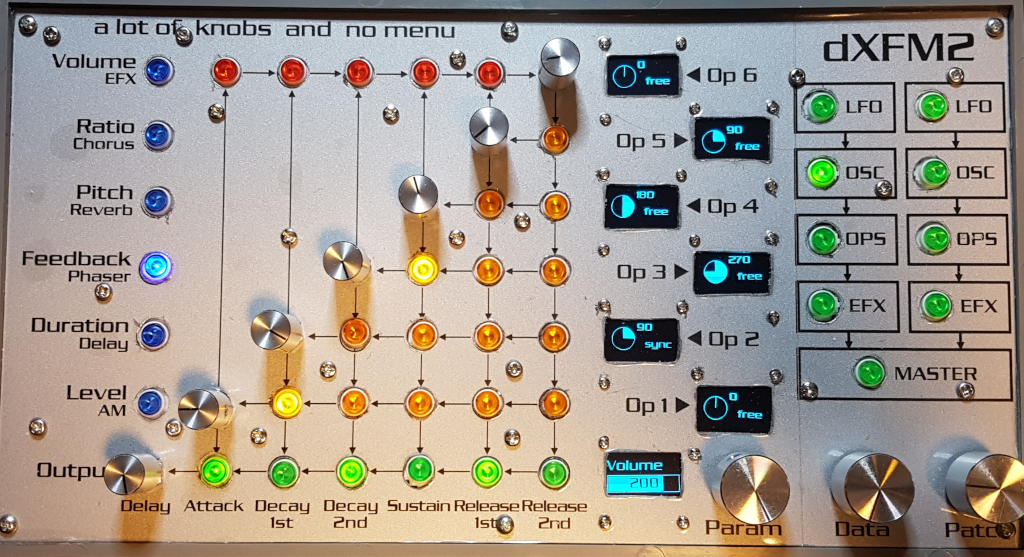 a lot of knobs and no menu
dXFM2
Volume
EFX
0
free
Op 6
LFO
LFO
Ratio
Chorus
Op 5
90
free
Pitch
Reverb
180
free
Op 4
OSC
OSC
Feedback
Phaser
Op 3
270
free
OPS
OPS
Duration
Delay
90
sync
Op 2
EFX
EFX
Level
AM
Op 1
0
free
MASTER
Output
Volume
200
Delay
Attack
Decay
1st
Decay
2nd
Sustain
Release
1st
Release
2nd
Param
Data
Patch